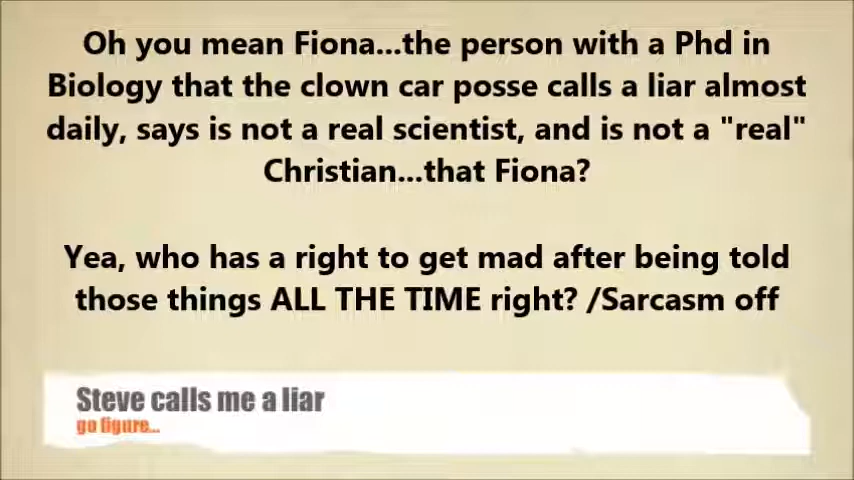 Oh you mean Fiona...the person with a Phd in
Biology that the clown car posse calls a liar almost
daily, says is not a real scientist, and is not a "real"
Christian...that Fiona?
Yea, who has a right to get mad after being told
those things ALL THE TIME right? /Sarcasm off
Steve calls me a liar
go figure...